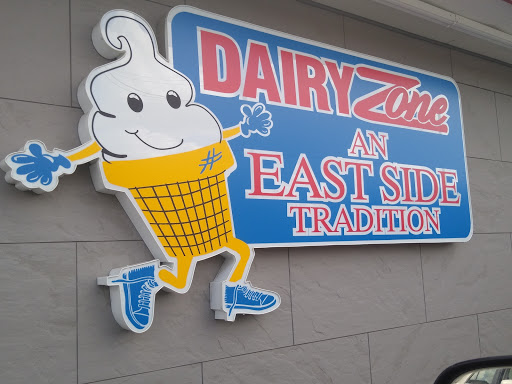 DAIRY Zone
AN
EAST SIDE
TRADITION